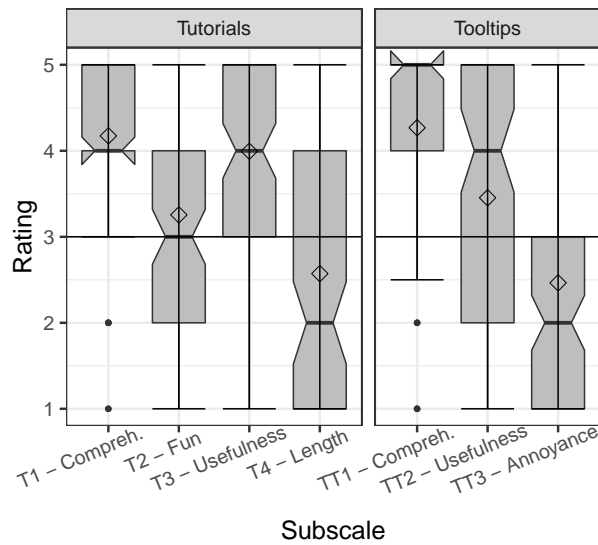 Tutorials Tooltips
5
4
3
2
1
Rating
T1 – Compreh.
T2 – Fun
T3 – Usefulness
T4 – Length
TT1 – Compreh.
TT2 – Usefulness
TT3 – Annoyance
Subscale